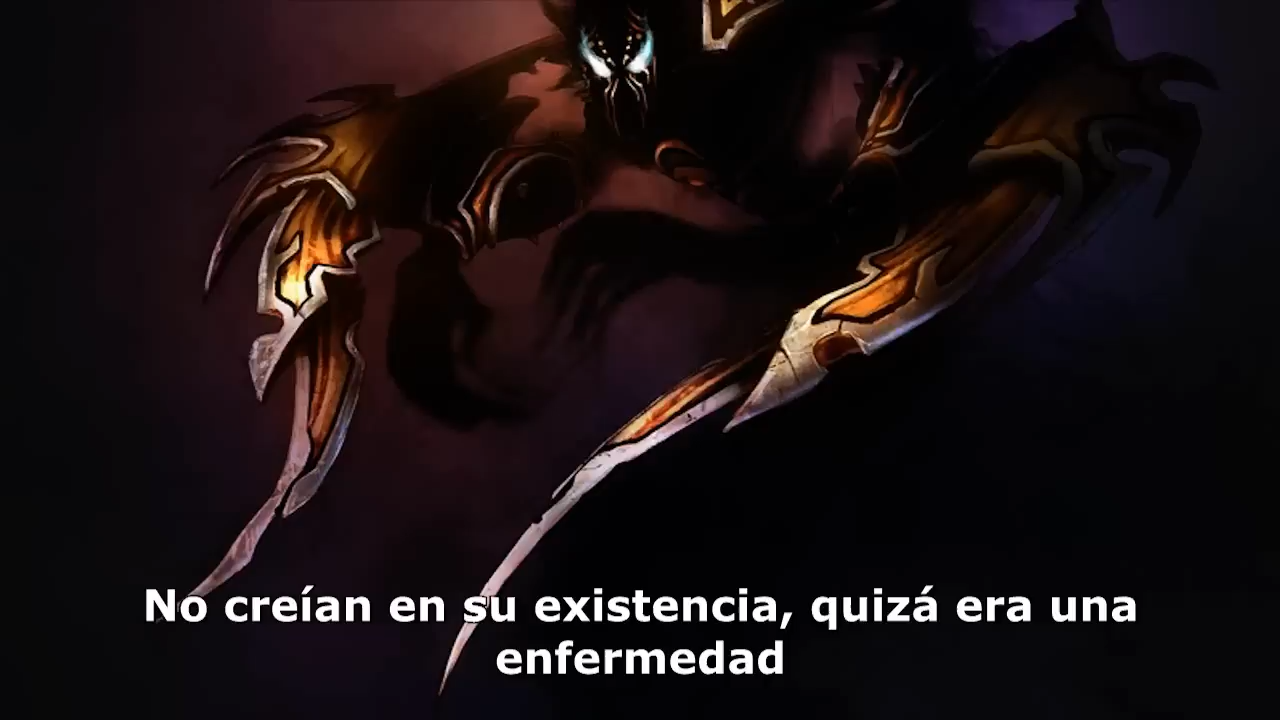 No creían en su existencia, quizá era una
enfermedad